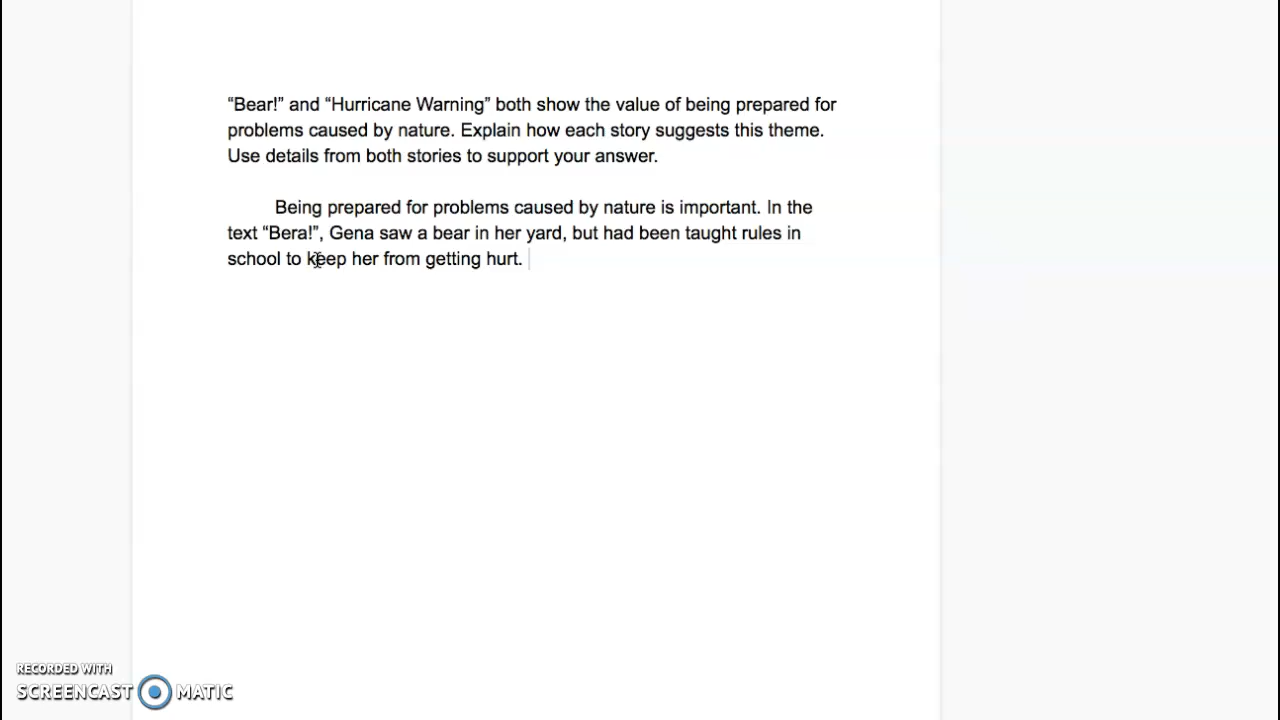 “Bear!” and “Hurricane Warning” both show the value of being prepared for
problems caused by nature. Explain how each story suggests this theme.
Use details from both stories to support your answer.
Being prepared for problems caused by nature is important. In the
text “Bera!”, Gena saw a bear in her yard, but had been taught rules in
school to keep her from getting hurt.
RECORDED WITH
SCREENCAST MATIC